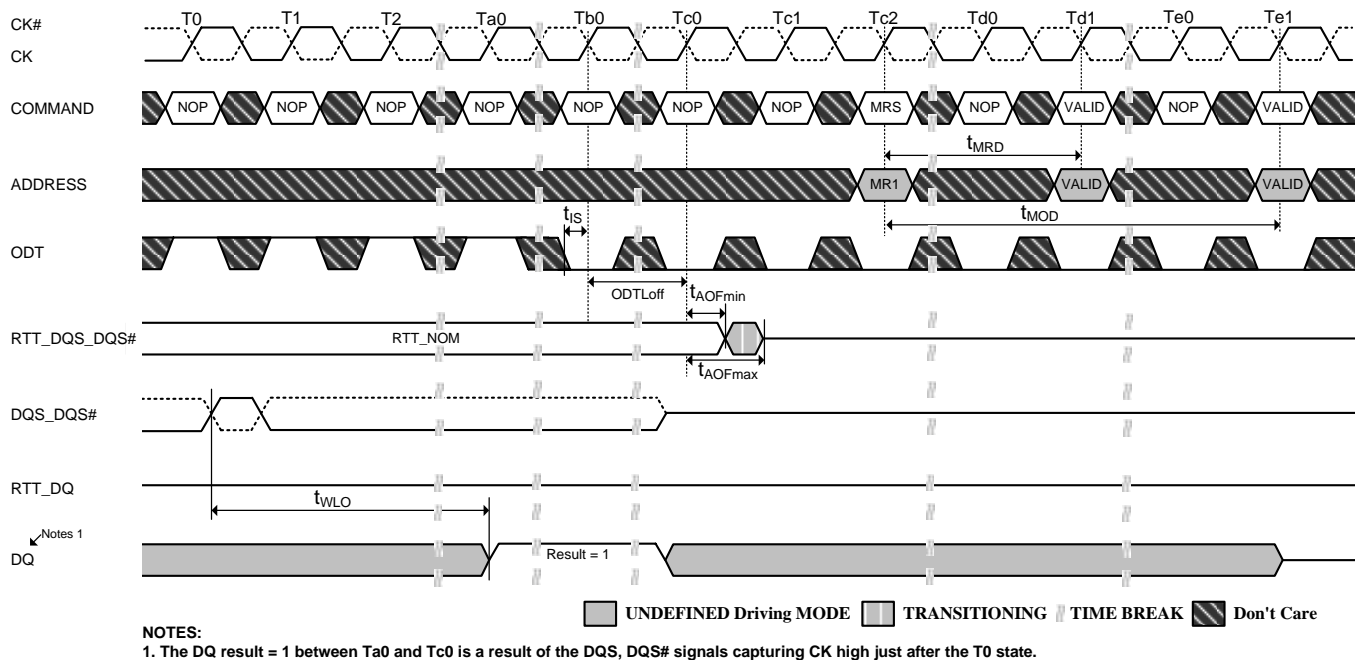 CK#
CK
T0 T1 T2 Ta0 Tb0 Tc0 Tc1 Tc2 Td0 Td1 Te0 Te1
COMMAND NOP NOP NOP NOP NOP NOP NOP MRS NOP VALID NOP VALID
tMRD
ADDRESS MR1 VALID VALID
tIS tMOD
ODT
ODTLoff tAOFmin
RTT_DQS_DQS# RTT_NOM
tAOFmax
DQS_DQS#
RTT_DQ
tWLO
Notes 1
DQ Result = 1
UNDEFINED Driving MODE TRANSITIONING TIME BREAK Don't Care
NOTES:
1. The DQ result = 1 between Ta0 and Tc0 is a result of the DQS, DQS# signals capturing CK high just after the T0 state.